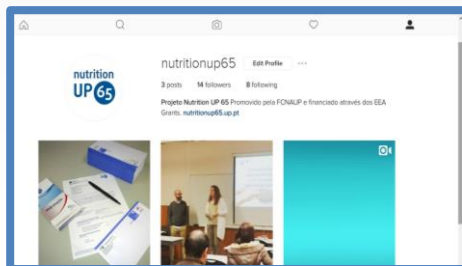 nutrition
UP 65
nutritionup65 Edit Profile
3 posts 14 followers 8 following
Projeto Nutrition UP 65 Promovido pela FCNAUP e financiado através dos EEA
Grants. nutritionup65.up.pt